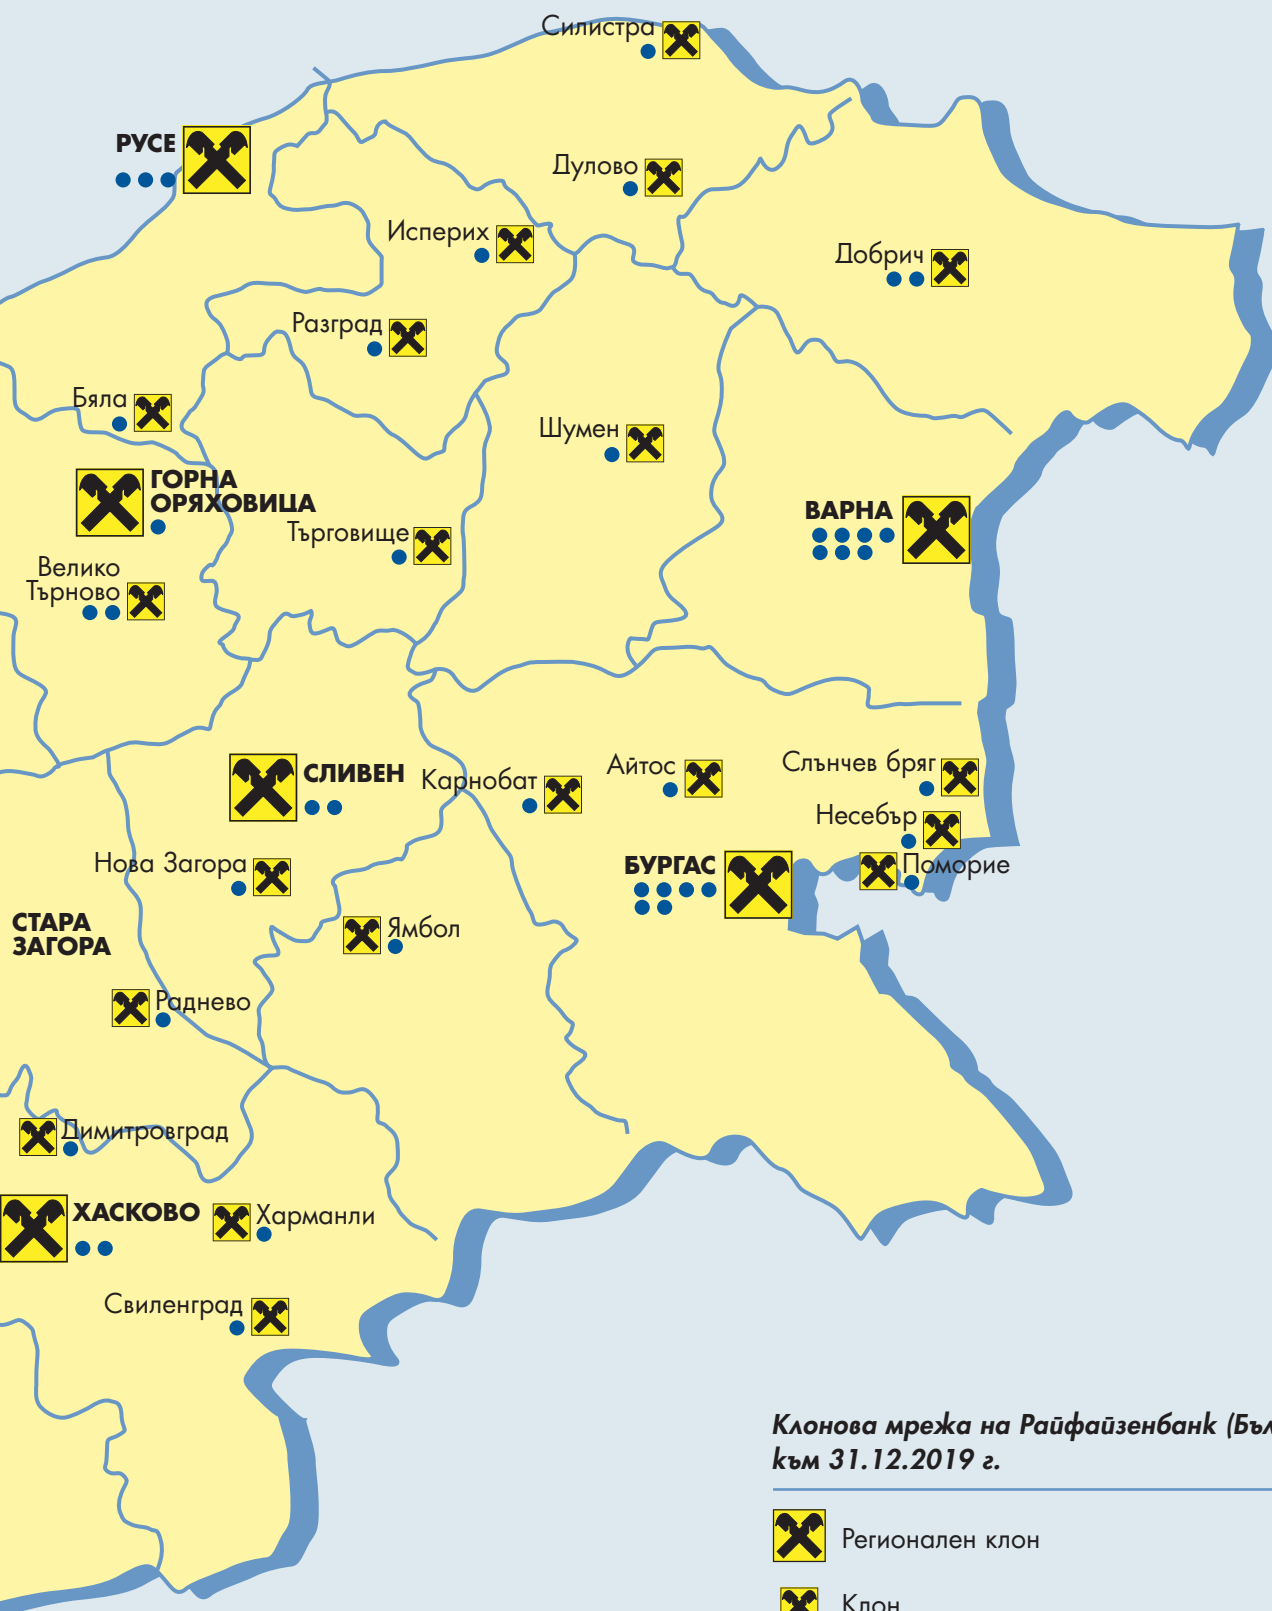 Силистра
РУСЕ
Дулово
Исперих
Добрич
Разград
Бяла
Шумен
ГОРНА
ОРЯХОВИЦА
ВАРНА
Търговище
Велико
Търново
СЛИВЕН
Карнобат
Айтос
Слънчев бряг
Несебър
Нова Загора
БУРГАС
Поморие
СТАРА
ЗАГОРА
Ямбол
Раднево
Димитровград
ХАСКОВО
Харманли
Свиленград
Клонова мрежа на Райфайзенбанк (Бъл
към 31.12.2019 г.
Регионален клон
Клон